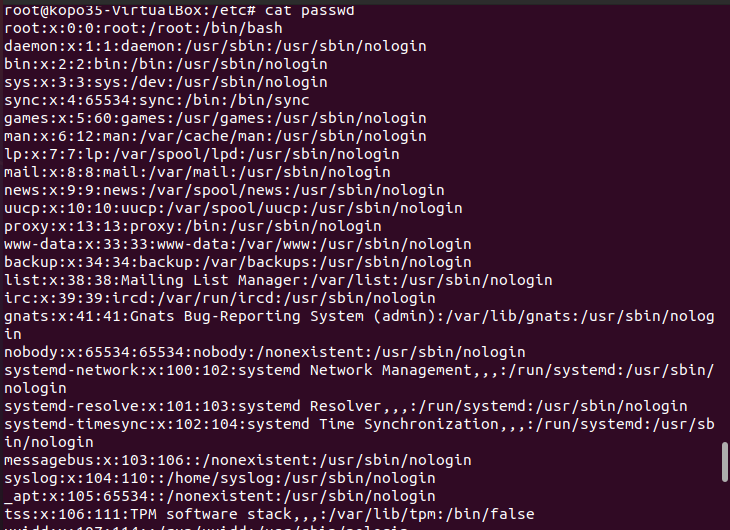 root@kopo35-VirtualBox:/etc# cat passwd
root:x:0:0:root:/root:/bin/bash
daemon:x:1:1:daemon:/usr/sbin:/usr/sbin/nologin
bin:x:2:2:bin:/bin:/usr/sbin/nologin
sys:x:3:3:sys:/dev:/usr/sbin/nologin
sync:x:4:65534:sync:/bin:/bin/sync
games:x:5:60:games:/usr/games:/usr/sbin/nologin
man:x:6:12:man:/var/cache/man:/usr/sbin/nologin
lp:x:7:7:lp:/var/spool/lpd:/usr/sbin/nologin
mail:x:8:8:mail:/var/mail:/usr/sbin/nologin
news:x:9:9:news:/var/spool/news:/usr/sbin/nologin
uucp:x:10:10:uucp:/var/spool/uucp:/usr/sbin/nologin
proxy:x:13:13:proxy:/bin:/usr/sbin/nologin
www-data:x:33:33:www-data:/var/www:/usr/sbin/nologin
backup:x:34:34:backup:/var/backups:/usr/sbin/nologin
list:x:38:38:Mailing List Manager:/var/list:/usr/sbin/nologin
irc:x:39:39:ircd:/var/run/ircd:/usr/sbin/nologin
gnats:x:41:41:Gnats Bug-Reporting System (admin):/var/lib/gnats:/usr/sbin/nolog
in
nobody:x:65534:65534:nobody:/nonexistent:/usr/sbin/nologin
systemd-network:x:100:102:systemd Network Management,,,:/run/systemd:/usr/sbin/
nologin
systemd-resolve:x:101:103:systemd Resolver,,,:/run/systemd:/usr/sbin/nologin
systemd-timesync:x:102:104:systemd Time Synchronization,,,:/run/systemd:/usr/sb
in/nologin
messagebus:x:103:106::/nonexistent:/usr/sbin/nologin
syslog:x:104:110::/home/syslog:/usr/sbin/nologin
_apt:x:105:65534::/nonexistent:/usr/sbin/nologin
tss:x:106:111:TPM software stack,,,:/var/lib/tpm:/bin/false